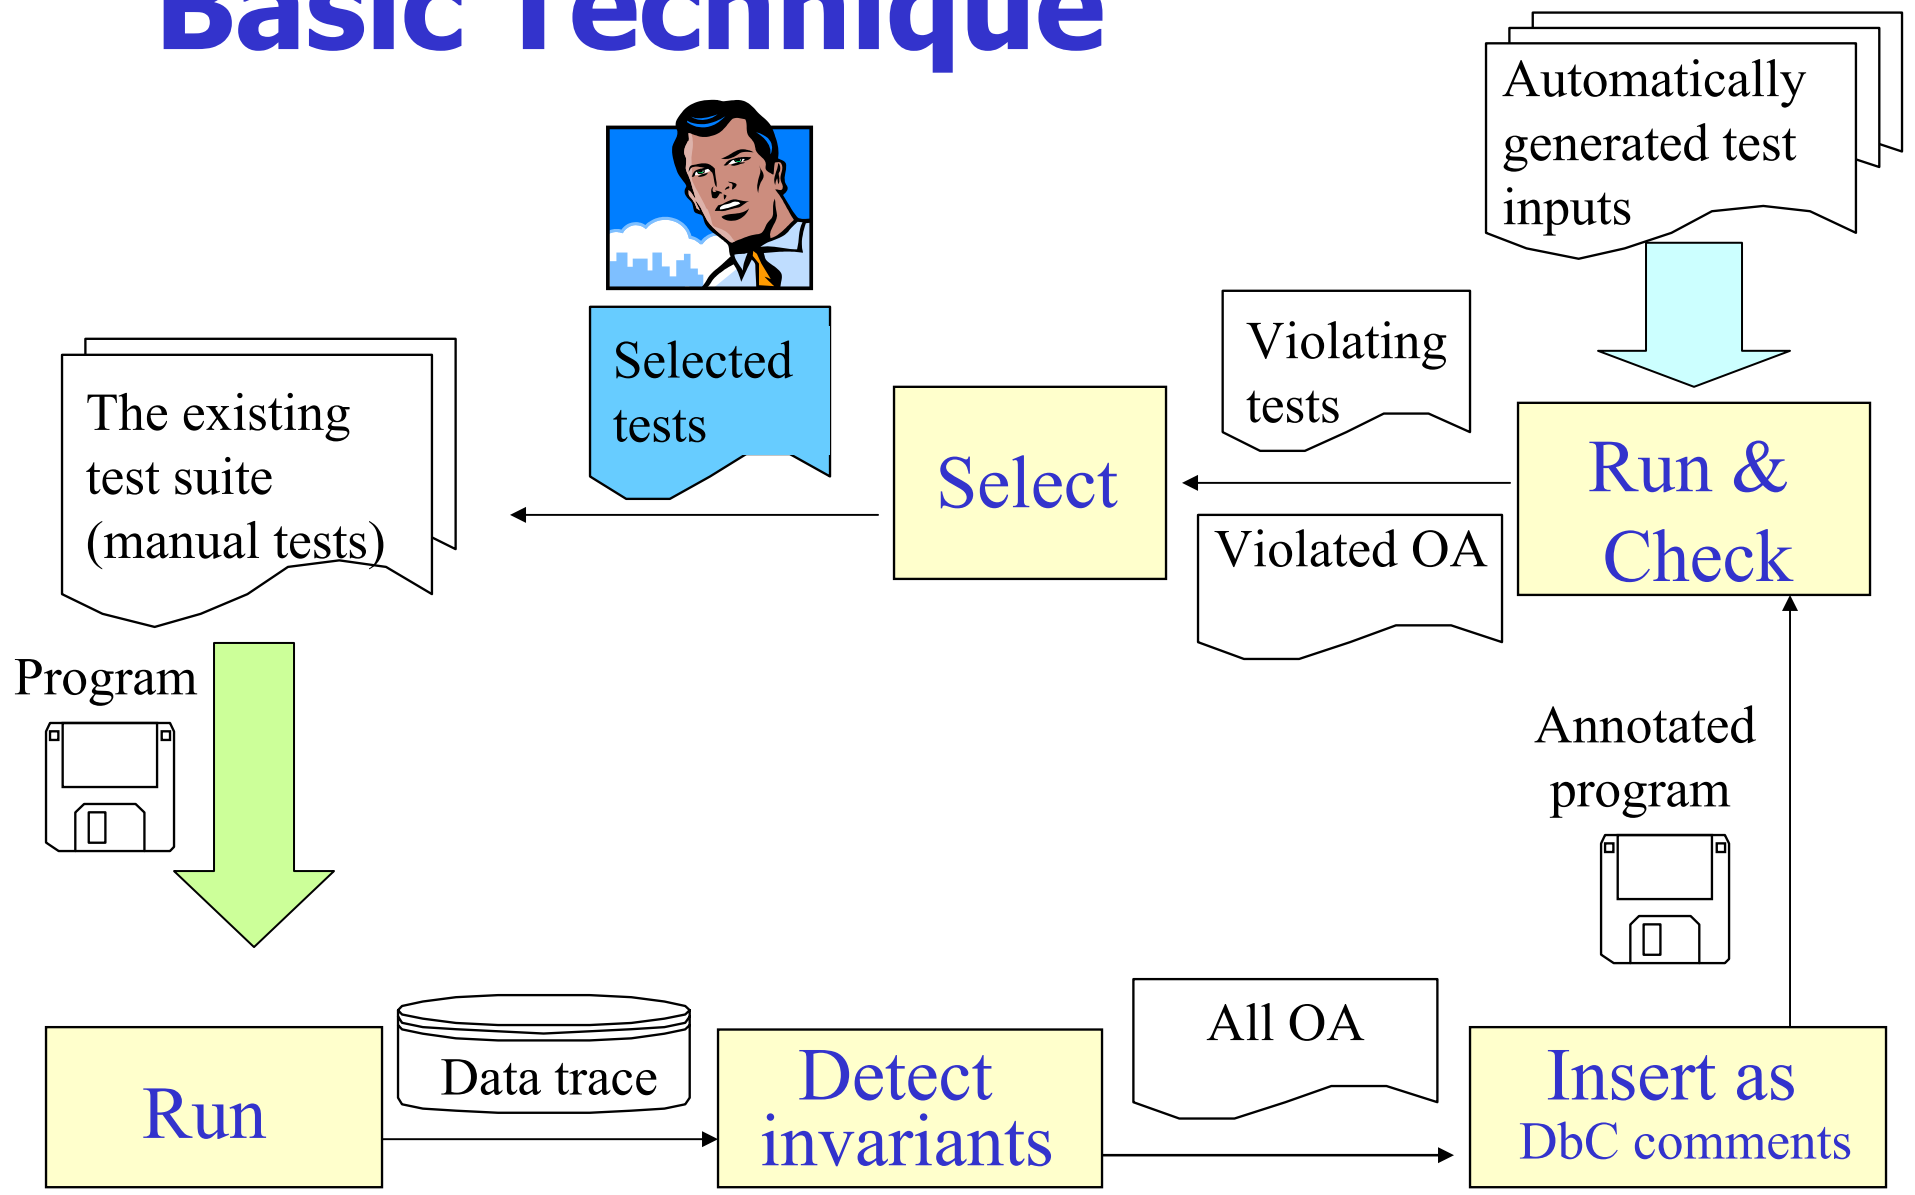 Basic Technique
Automatically
generated test
inputs
Violating
tests
Selected
tests
The existing
test suite
(manual tests)
Select
Run &
Check
Violated OA
Program
Annotated
program
All OA
Data trace
Run
Detect
invariants
Insert as
DbC comments